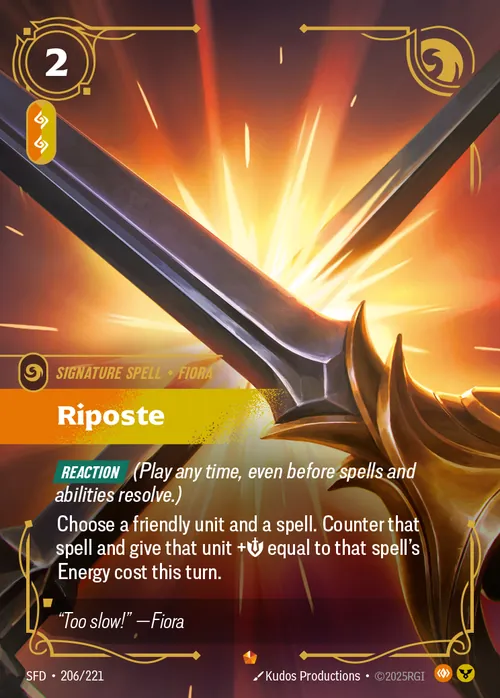 2
SIGNATURE SPELL • FIORA
Riposte
REACTION (Play any time, even before spells and
abilities resolve.)
Choose a friendly unit and a spell. Counter that
spell and give that unit + equal to that spell's
Energy cost this turn.
“Too slow!” —Fiora
SFD • 206/221
Kudos Productions • ©2025RGI